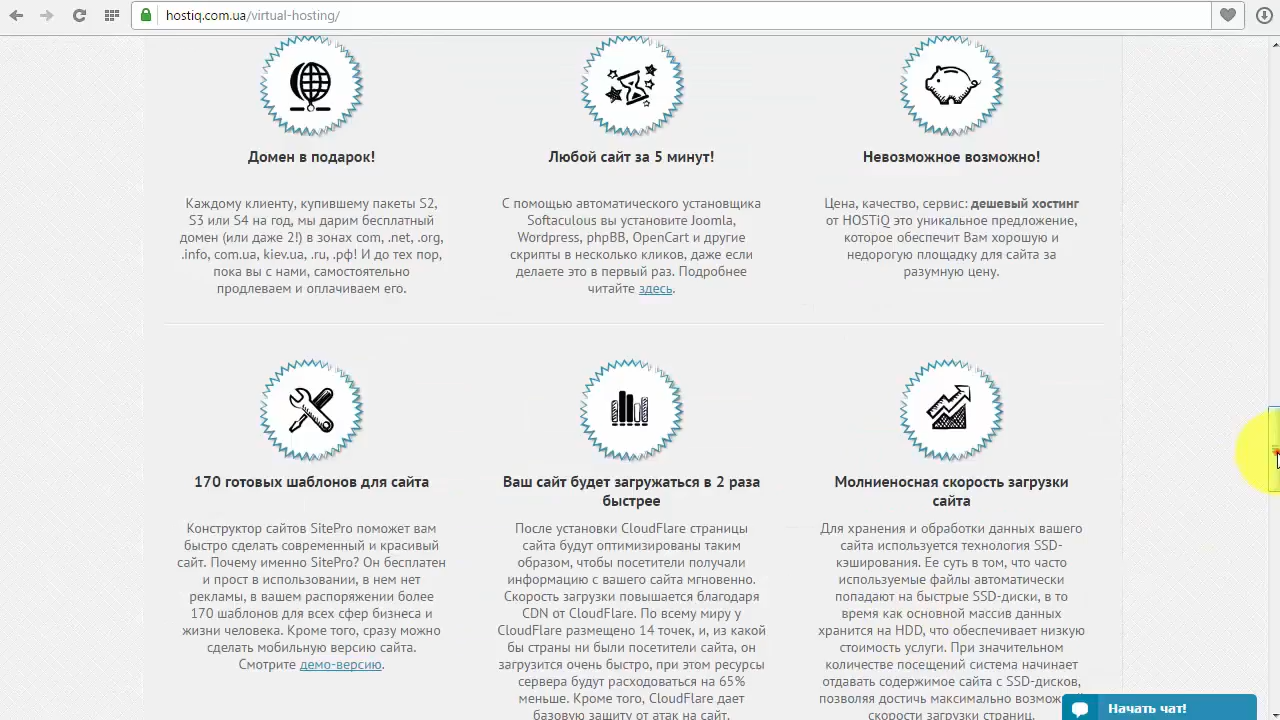 hostiq.com.ua/virtual-hosting/
Домен в подарок!
Каждому клиенту, купившему пакеты S2,
S3 или S4 на год, мы дарим бесплатный
домен (или даже 2!) в зонах com, .net, .org,
.info, com.ua, kiev.ua, .ru, .рф! И до тех пор,
пока вы с нами, самостоятельно
продлеваем и оплачиваем его.
Любой сайт за 5 минут!
С помощью автоматического установщика
Softaculous вы установите Joomla,
Wordpress, phpBB, OpenCart и другие
скрипты в несколько кликов, даже если
делаете это в первый раз. Подробнее
читайте здесь.
Невозможное возможно!
Цена, качество, сервис: дешевый хостинг
от HOSTiQ это уникальное предложение,
которое обеспечит Вам хорошую и
недорогую площадку для сайта за
разумную цену.
170 готовых шаблонов для сайта
Конструктор сайтов SitePro поможет вам
быстро сделать современный и красивый
сайт. Почему именно SitePro? Он бесплатен
и прост в использовании, в нем нет
рекламы, в вашем распоряжении более
170 шаблонов для всех сфер бизнеса и
жизни человека. Кроме того, сразу можно
сделать мобильную версию сайта.
Смотрите демо-версию.
Ваш сайт будет загружаться в 2 раза
быстрее
После установки CloudFlare страницы
сайта будут оптимизированы таким
образом, чтобы посетители получали
информацию с вашего сайта мгновенно.
Скорость загрузки повышается благодаря
CDN от CloudFlare. По всему миру у
CloudFlare размещено 14 точек, и, из какой
бы страны ни были посетители сайта, он
загрузится очень быстро, при этом ресурсы
сервера будут расходоваться на 65%
меньше. Кроме того, CloudFlare дает
базовую защиту от атак на сайт.
Молниеносная скорость загрузки
сайта
Для хранения и обработки данных вашего
сайта используется технология SSD-
кэширования. Ее суть в том, что часто
используемые файлы автоматически
попадают на быстрые SSD-диски, в то
время как основной массив данных
хранится на HDD, что обеспечивает низкую
стоимость услуги. При значительном
количестве посещений система начинает
отдавать содержимое сайта с SSD-дисков,
позволяя достичь максимально
скорости загрузки страниц.
Начать чат!